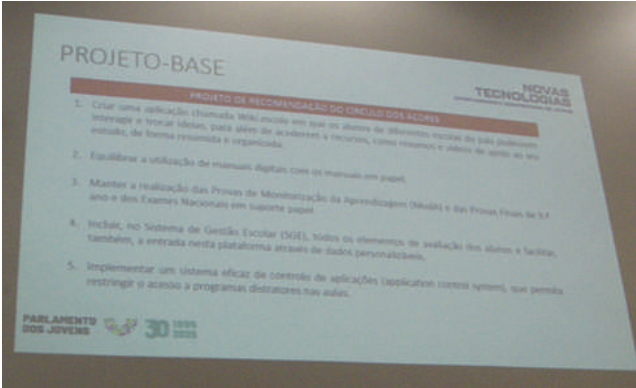 PROJETO-BASE
NOVAS
TECNOLOGIAS
PROJETO DE RECOMENDAÇÃO DO CÍRCULO DOS AÇORES
1. Criar uma aplicação chamada Wiki.escola em que os alunos de diferentes escolas do país pudessem
interagir e trocar ideias, para além de acederem a recursos, como resumos e vídeos de apoio ao seu
estudo, de forma resumida e organizada.
2. Equilibrar a utilização de manuais digitais com os manuais em papel.
3. Manter a realização das Provas de Monitorização da Aprendizagem (ModA) e das Provas Finais de 9.º
ano e dos Exames Nacionais em suporte papel.
4. Incluir, no Sistema de Gestão Escolar (SGE), todos os elementos de avaliação dos alunos e facilitar,
também, a entrada nesta plataforma através de dados personalizáveis.
5. Implementar um sistema eficaz de controlo de aplicações (application control system), que permita
restringir o acesso a programas distratores nas aulas.
PARLAMENTO
DOS JOVENS
30 1995
2025